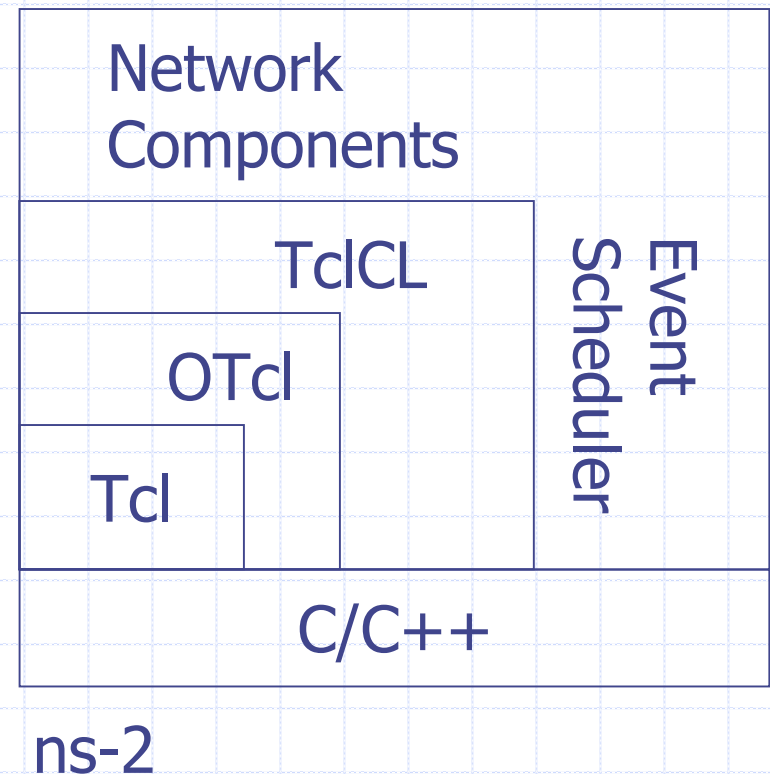 Network
Components
TclCL
Event
Scheduler
OTcl
Tcl
C/C++
ns-2